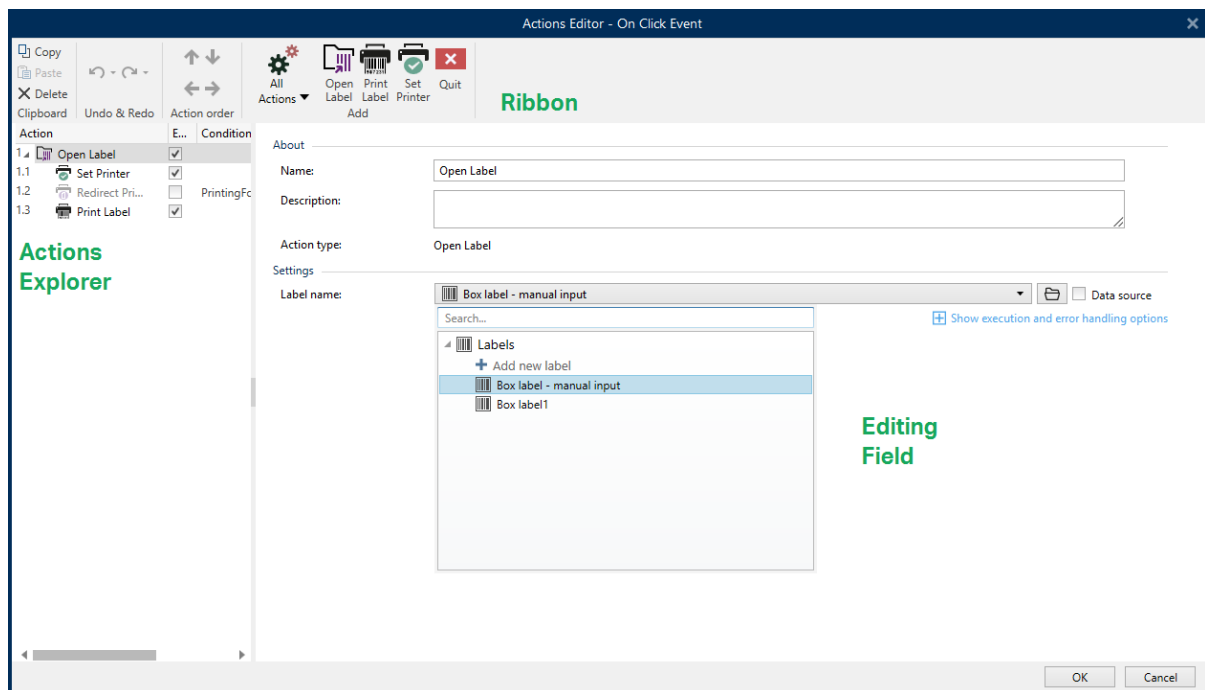 Actions Editor - On Click Event
Copy
Paste
Delete
Clipboard
Undo & Redo
Action order
All
Actions
Open
Label
Print
Label
Set
Printer
Quit
Add
Ribbon
Action E... Condition
1 Open Label
1.1 Set Printer
1.2 Redirect Pri... PrintingFo
1.3 Print Label
Actions
Explorer
About
Name: Open Label
Description:
Action type: Open Label
Settings
Label name: Box label - manual input Data source
Search...
Show execution and error handling options
Labels
Add new label
Box label - manual input
Box label1
Editing
Field
OK Cancel